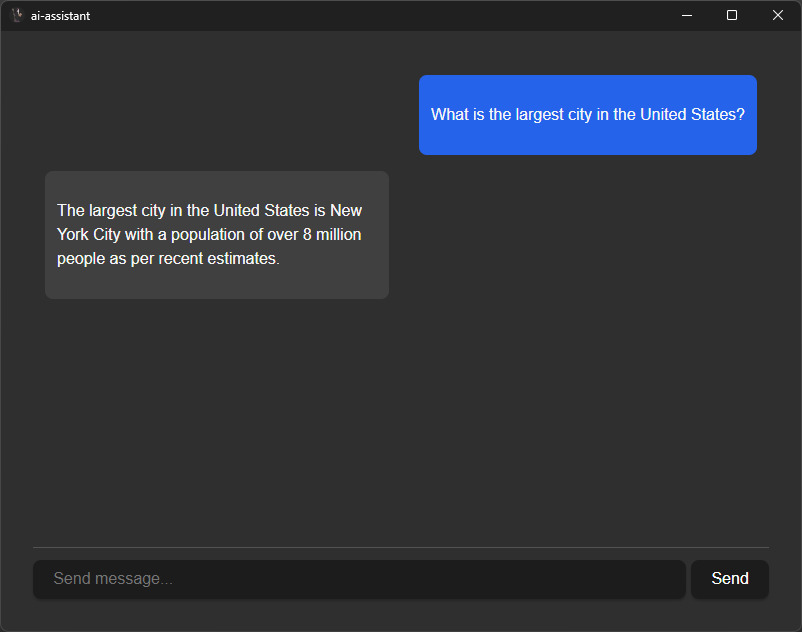 ai-assistant
What is the largest city in the United States?
The largest city in the United States is New
York City with a population of over 8 million
people as per recent estimates.
Send message...
Send